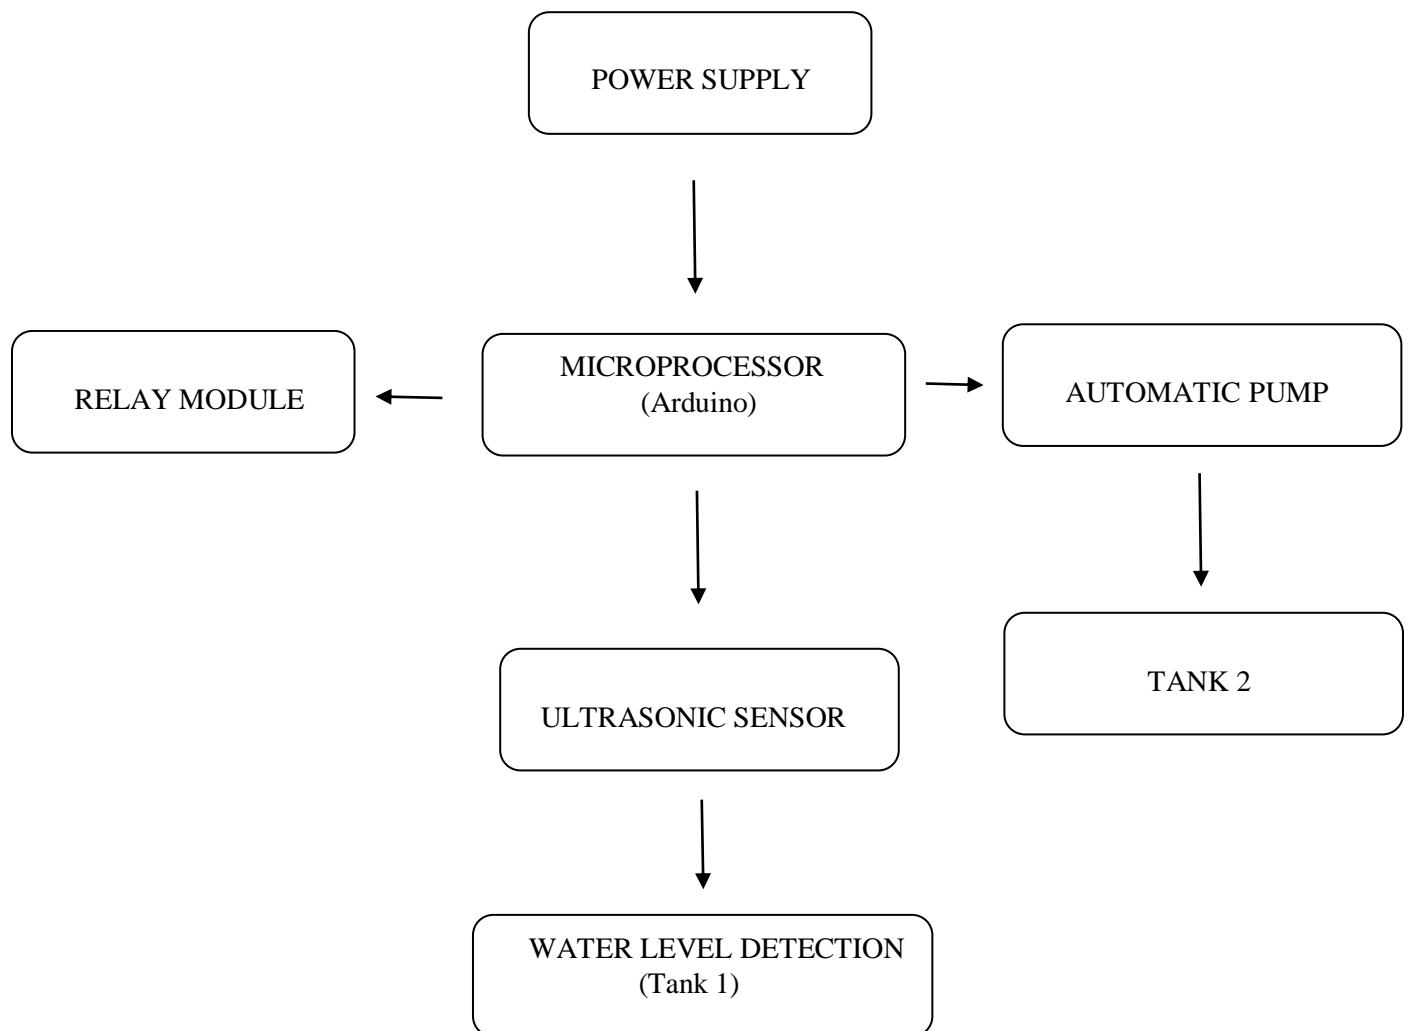 POWER SUPPLY
RELAY MODULE
MICROPROCESSOR
(Arduino)
AUTOMATIC PUMP
ULTRASONIC SENSOR
TANK 2
WATER LEVEL DETECTION
(Tank 1)